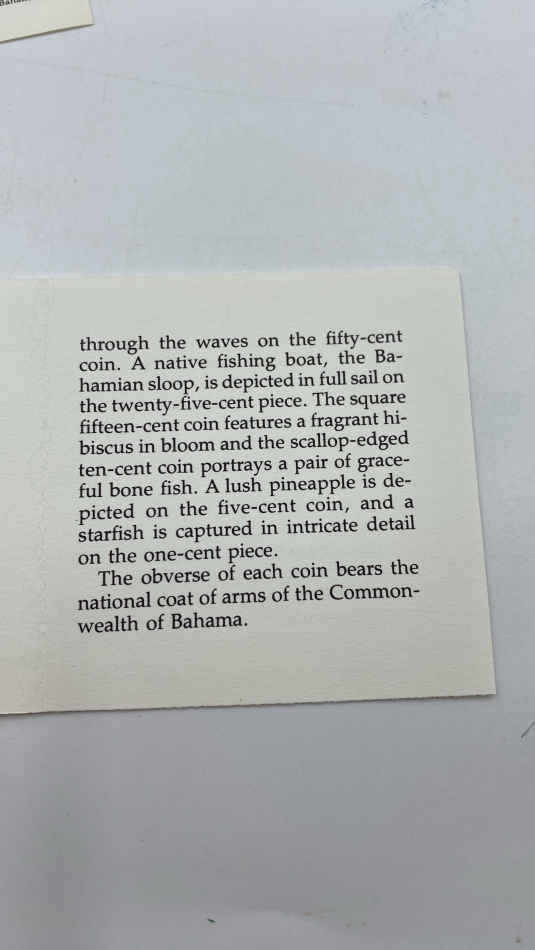 through the waves on the fifty-cent
coin. A native fishing boat, the Ba-
hamian sloop, is depicted in full sail on
the twenty-five-cent piece. The square
fifteen-cent coin features a fragrant hi-
biscus in bloom and the scallop-edged
ten-cent coin portrays a pair of grace-
ful bone fish. A lush pineapple is de-
picted on the five-cent coin, and a
starfish is captured in intricate detail
on the one-cent piece.
The obverse of each coin bears the
national coat of arms of the Common-
wealth of Bahama.